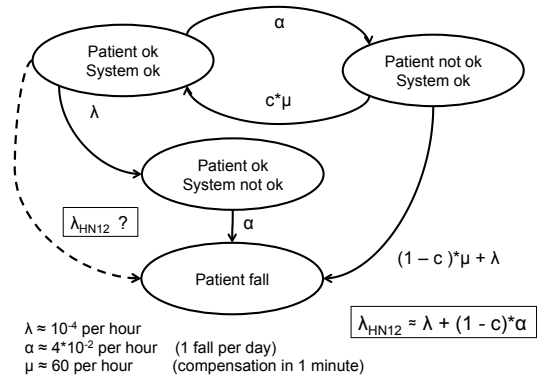 α
Patient ok
System ok
Patient not ok
System ok
c*μ
λ
Patient ok
System not ok
λHN12 ?
α
Patient fall
(1 – c )*μ + λ
λHN12 ≈ λ + (1 - c)*α
λ ≈ 10-4 per hour
α ≈ 4*10-2 per hour (1 fall per day)
μ ≈ 60 per hour (compensation in 1 minute)